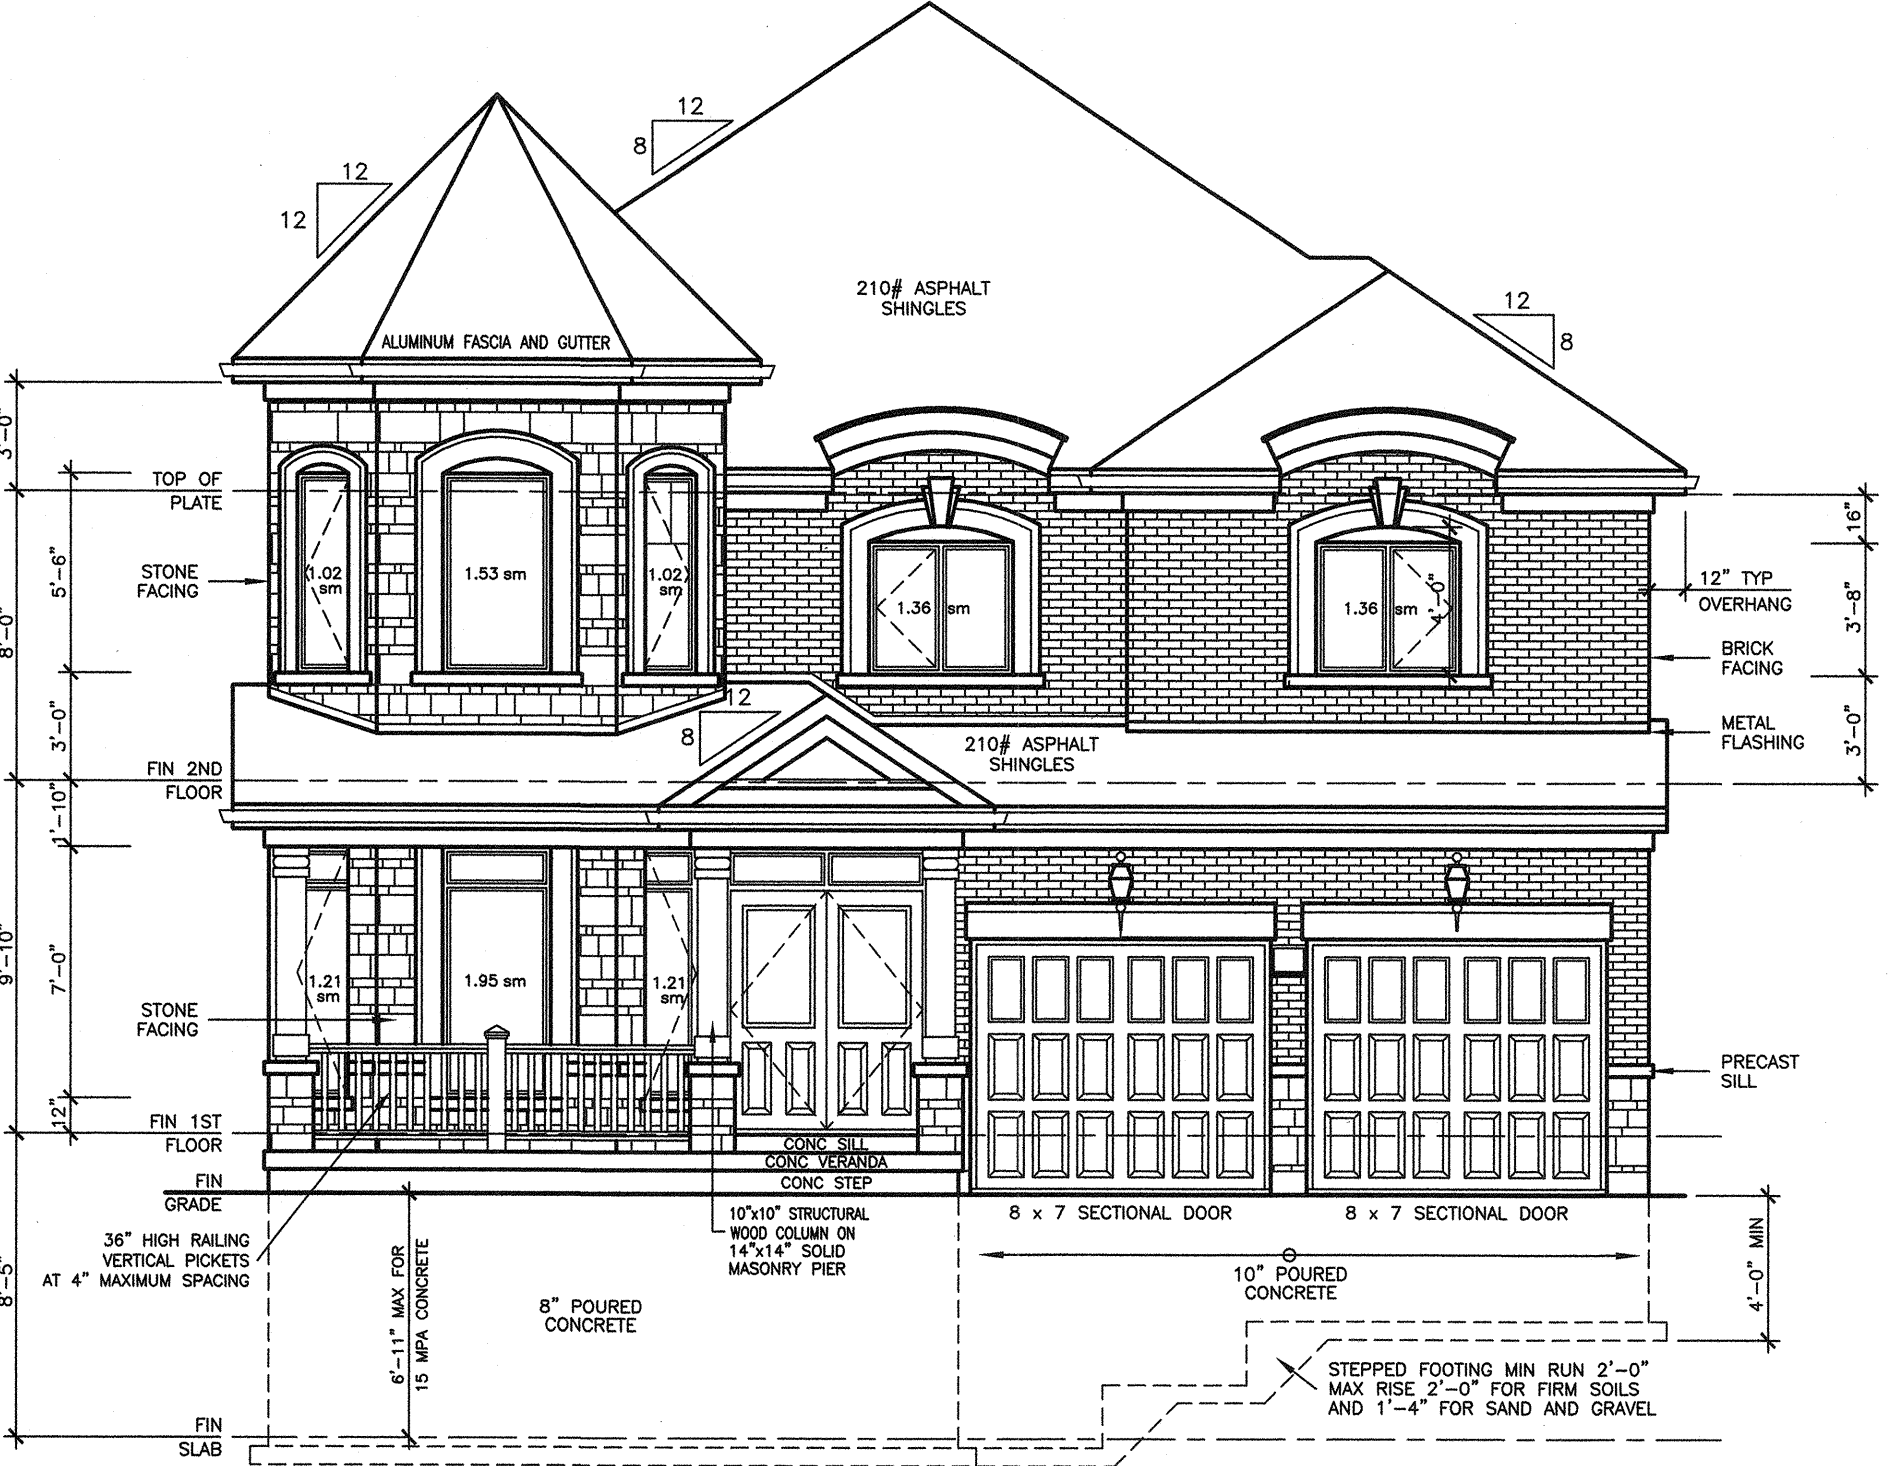 12
8
12
12
12
8
210# ASPHALT
SHINGLES
ALUMINUM FASCIA AND GUTTER
3'-0"
TOP OF
PLATE
16"
5'-6"
STONE
FACING
1.02
sm
1.53 sm
1.02
sm
1.36 sm
1.36 sm
4'-0"
12" TYP
OVERHANG
3'-8"
8'-0"
BRICK
FACING
12
8
3'-0"
210# ASPHALT
SHINGLES
METAL
FLASHING
3'-0"
FIN 2ND
FLOOR
1'-10"
9'-10"
7'-0"
1.21
sm
1.95 sm
1.21
sm
STONE
FACING
PRECAST
SILL
12"
FIN 1ST
FLOOR
CONC SILL
CONC VERANDA
CONC STEP
FIN
GRADE
36" HIGH RAILING
VERTICAL PICKETS
AT 4" MAXIMUM SPACING
10"x10" STRUCTURAL
WOOD COLUMN ON
14"x14" SOLID
MASONRY PIER
8 x 7 SECTIONAL DOOR
8 x 7 SECTIONAL DOOR
10" POURED
CONCRETE
4'-0" MIN
8'-5"
6'-11" MAX FOR
15 MPA CONCRETE
8" POURED
CONCRETE
STEPPED FOOTING MIN RUN 2'-0"
MAX RISE 2'-0" FOR FIRM SOILS
AND 1'-4" FOR SAND AND GRAVEL
FIN
SLAB